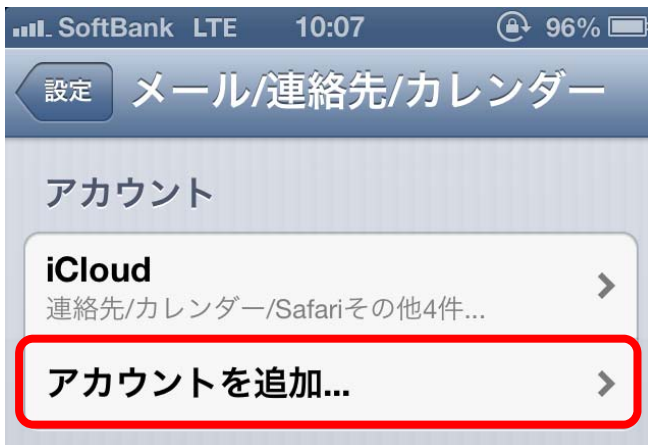 SoftBank LTE 10:07 96%
設定 メール/連絡先/カレンダー
アカウント
iCloud
連絡先/カレンダー/Safariその他4件...
アカウントを追加...